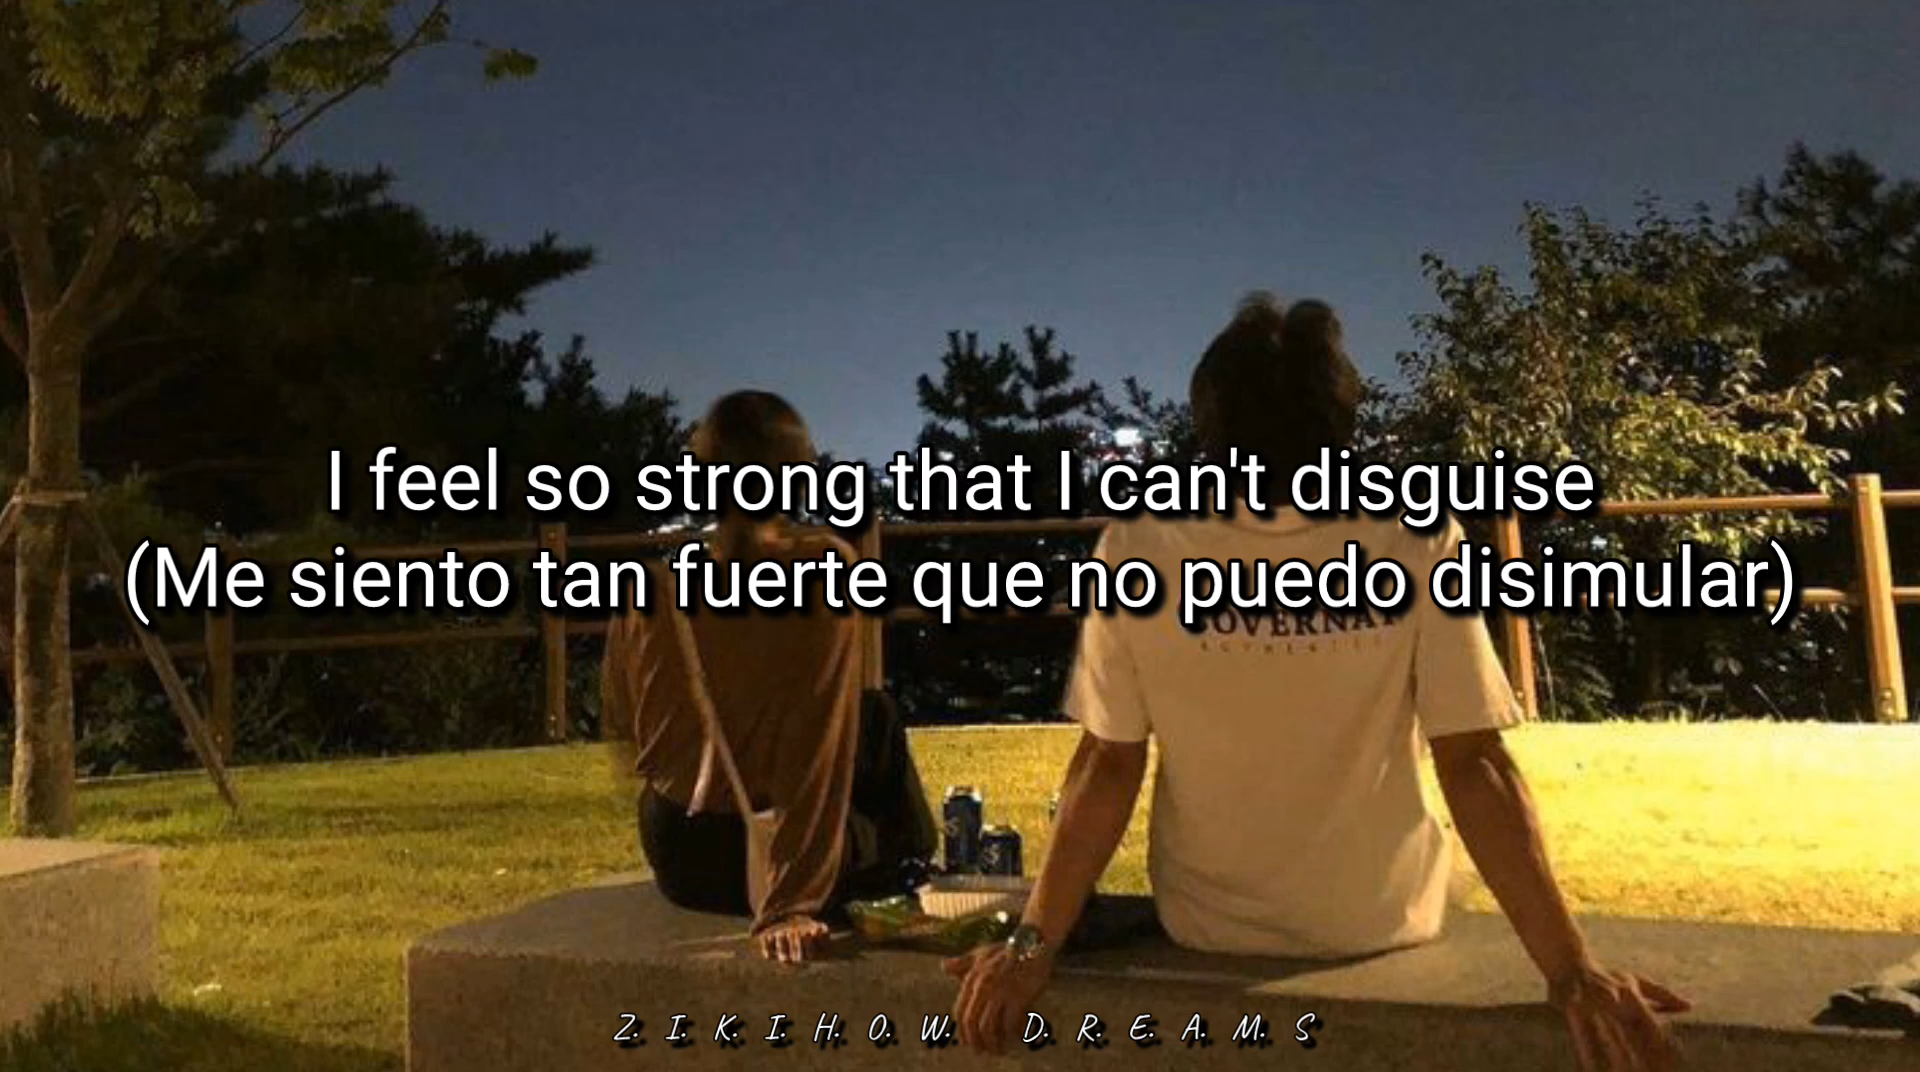 I feel so strong that I can't disguise
(Me siento tan fuerte que no puedo disimular)
Z. I. K. I. H. O. W. D. R. E. A. M. S